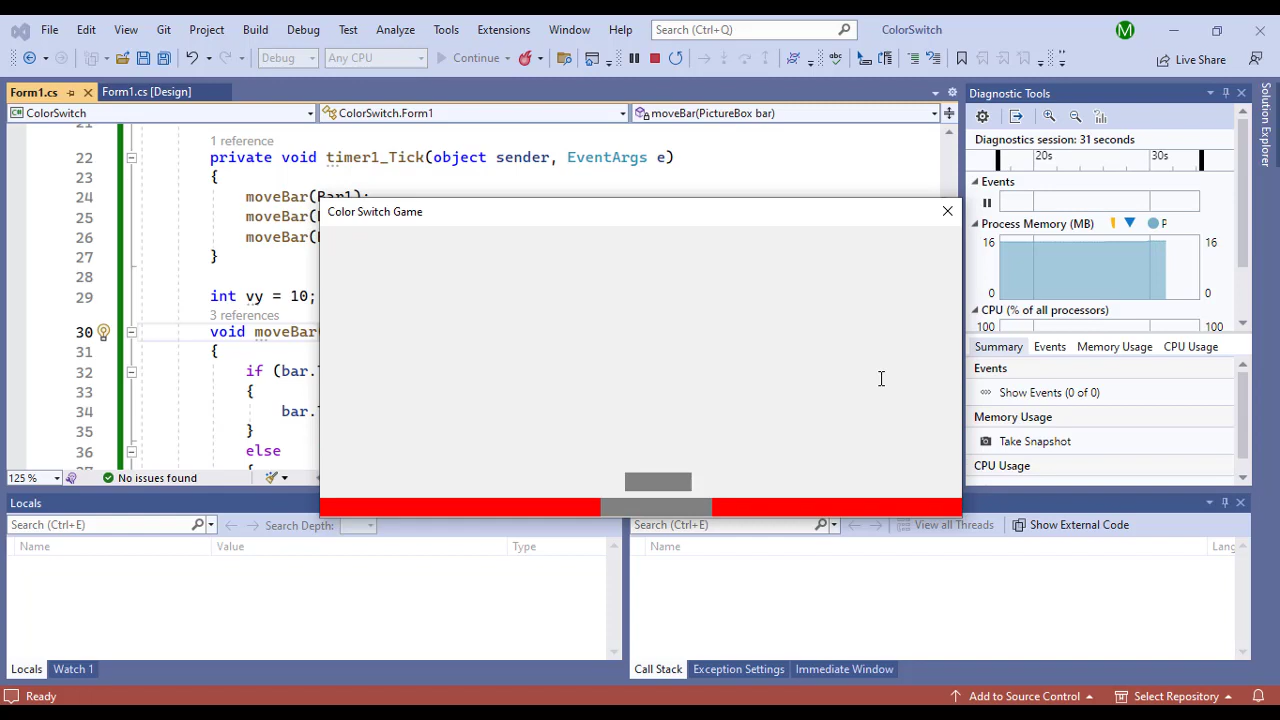 File Edit View Git Project Build Debug Test Analyze Tools Extensions Window Help Search (Ctrl+Q) ColorSwitch M
Debug Any CPU Continue Live Share
Form1.cs Form1.cs [Design]
ColorSwitch ColorSwitch.Form1 moveBar(PictureBox bar)
1 reference
22 private void timer1_Tick(object sender, EventArgs e)
23 {
24 moveBar(Bar1);
25 moveBar(
26 moveBar(
27 }
28
29 int vy = 10;
3 references
30 void moveBar
31 {
32 if (bar.
33 {
34 bar.
35 }
36 else
125 % No issues found
Color Switch Game
Diagnostic Tools
Diagnostics session: 31 seconds
20s 30s
Events
Process Memory (MB) P
16 16
0 0
CPU (% of all processors)
100 100
Summary Events Memory Usage CPU Usage
Events
Show Events (0 of 0)
Memory Usage
Take Snapshot
CPU Usage
Solution Explorer
Locals
Search (Ctrl+E) Search Depth:
Name Value Type
Locals Watch 1
Search (Ctrl+E) View all Threads Show External Code
Name Lang
Call Stack Exception Settings Immediate Window
Ready Add to Source Control Select Repository